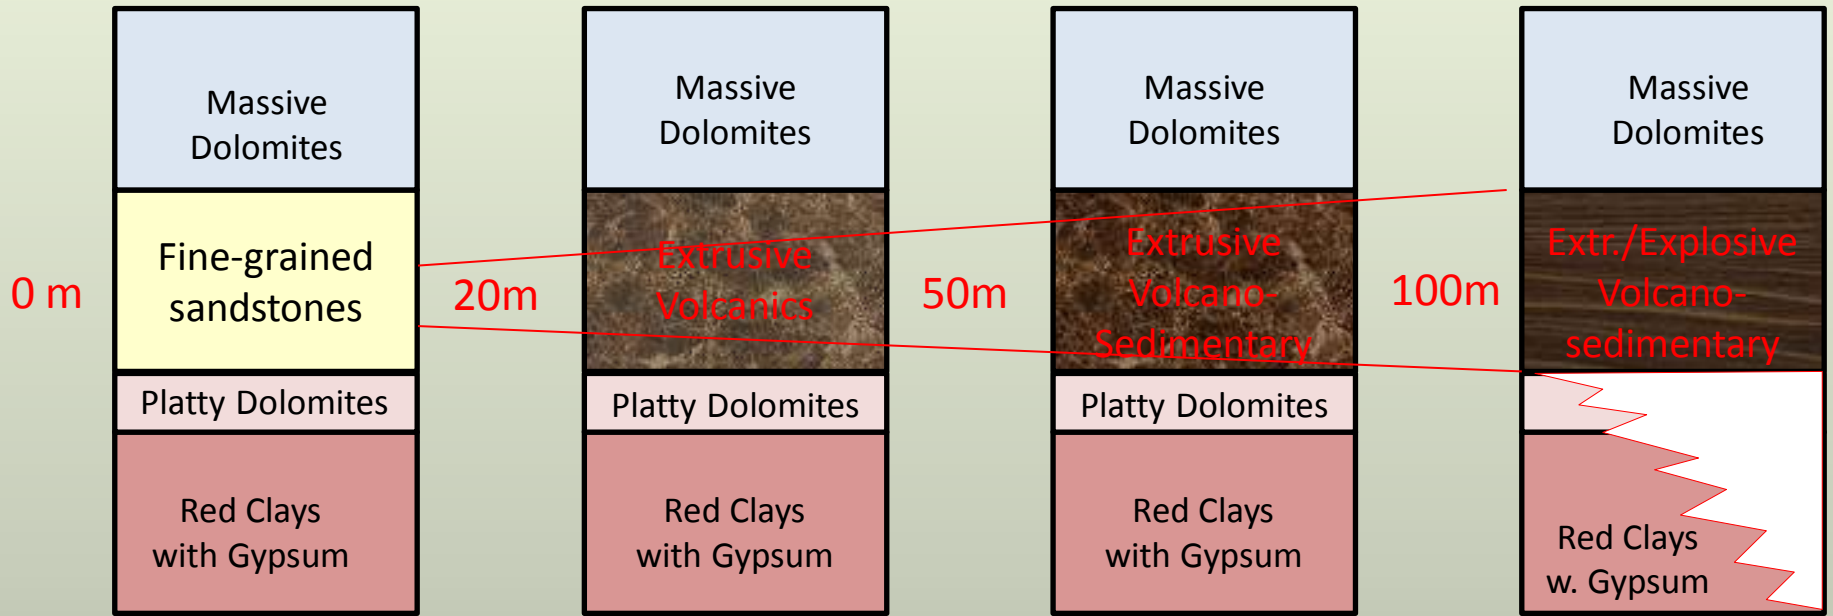 0 m
Massive
Dolomites
Fine-grained
sandstones
Platty Dolomites
Red Clays
with Gypsum
20m
Massive
Dolomites
Extrusive
Volcanics
Platty Dolomites
Red Clays
with Gypsum
50m
Massive
Dolomites
Extrusive
Volcano-
Sedimentary
Platty Dolomites
Red Clays
with Gypsum
100m
Massive
Dolomites
Extr./Explosive
Volcano-
sedimentary
Red Clays
w. Gypsum